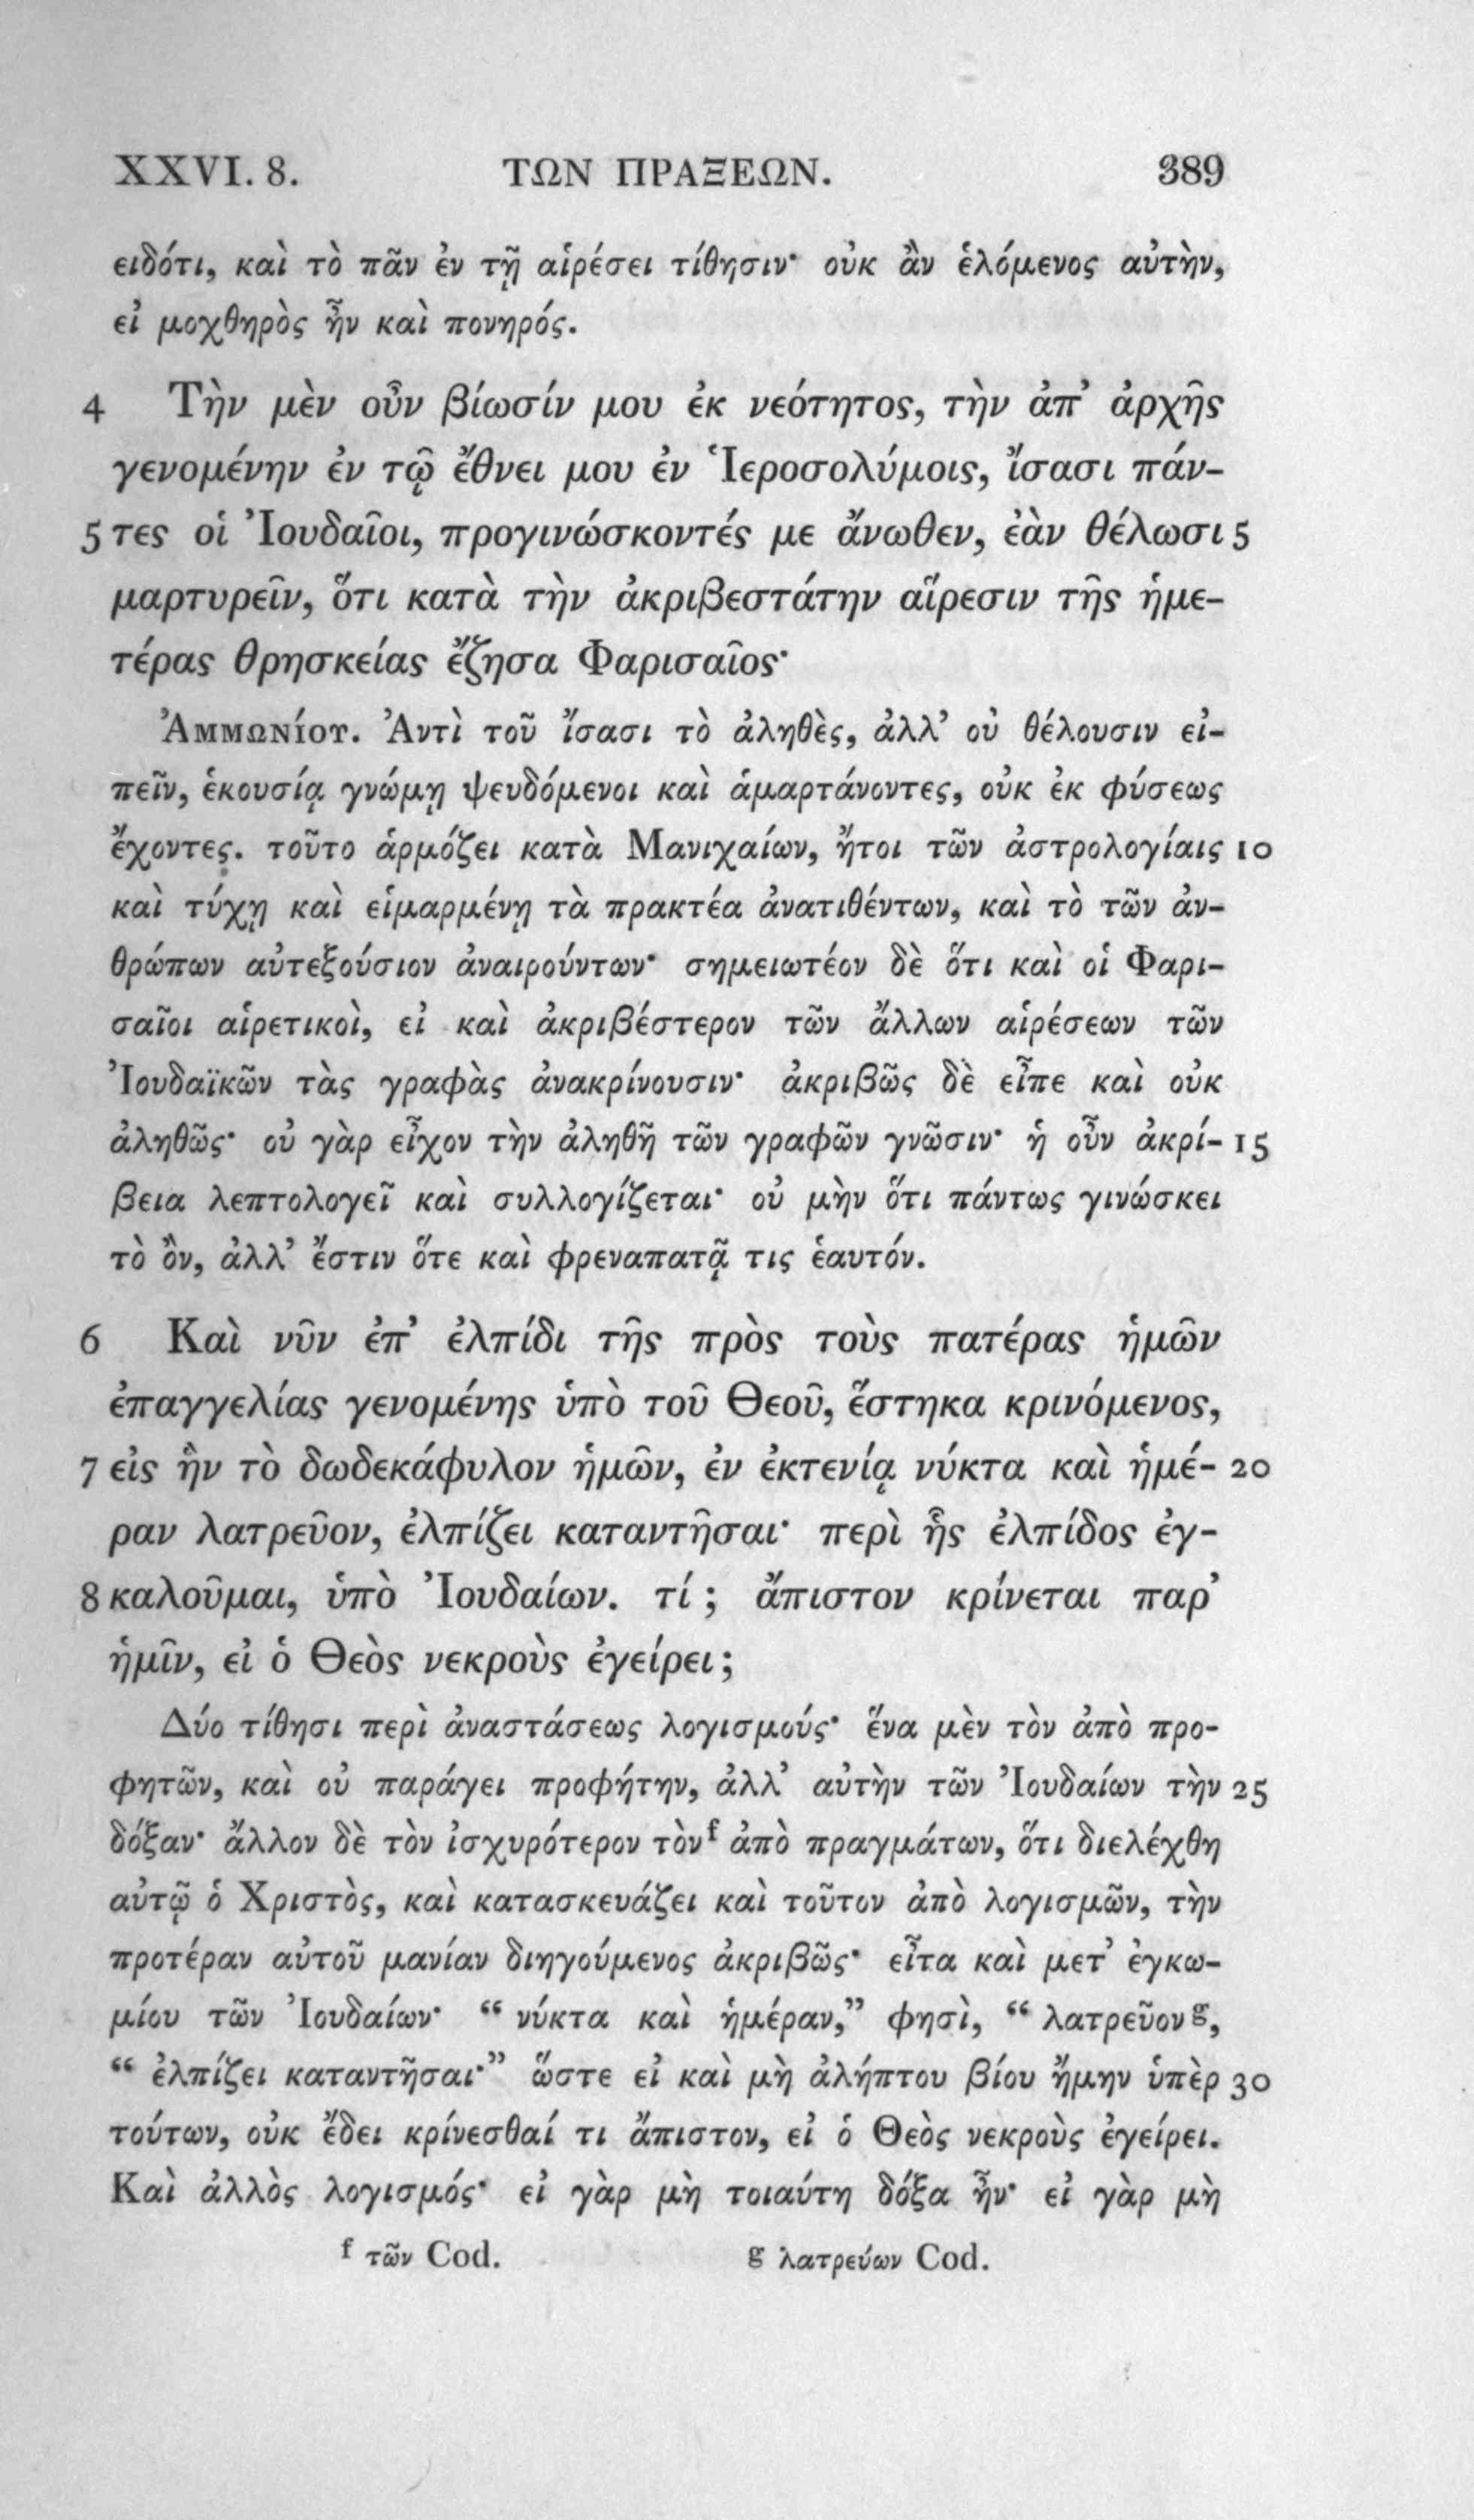 XXVI. 8. ΤΩΝ ΠΡΑΞΕΩΝ. 389
ειδότι, καὶ τὸ πᾶν ἐν τῇ αἱρέσει τίθησιν· οὐκ ἂν ἑλόμενος αὐτὴν,
εἰ μοχθηρὸς ἦν καὶ πονηρός.
4 Τὴν μὲν οὖν βίωσίν μου ἐκ νεότητος, τὴν ἀπ’ ἀρχῆς
γενομένην ἐν τῷ ἔθνει μου ἐν Ἱεροσολύμοις, ἴσασι πάν-
5 τες οἱ Ἰουδαῖοι, προγινώσκοντές με ἄνωθεν, ἐὰν θέλωσι 5
μαρτυρεῖν, ὅτι κατὰ τὴν ἀκριβεστάτην αἵρεσιν τῆς ἡμε-
τέρας θρησκείας ἔζησα Φαρισαῖος·
Ἀμμωνίου. Ἀντὶ τοῦ ἴσασι τὸ ἀληθὲς, ἀλλ’ οὐ θέλουσιν εἰ-
πεῖν, ἑκουσίᾳ γνώμῃ ψευδόμενοι καὶ ἁμαρτάνοντες, οὐκ ἐκ φύσεως
ἔχοντες. τοῦτο ἁρμόζει κατὰ Μανιχαίων, ἤτοι τῶν ἀστρολογίαις 10
καὶ τύχῃ καὶ εἱμαρμένῃ τὰ πρακτέα ἀνατιθέντων, καὶ τὸ τῶν ἀν-
θρώπων αὐτεξούσιον ἀναιρούντων· σημειωτέον δὲ ὅτι καὶ οἱ Φαρι-
σαῖοι αἱρετικοὶ, εἰ καὶ ἀκριβέστερον τῶν ἄλλων αἱρέσεων τῶν
Ἰουδαϊκῶν τὰς γραφὰς ἀνακρίνουσιν· ἀκριβῶς δὲ εἶπε καὶ οὐκ
ἀληθῶς· οὐ γὰρ εἶχον τὴν ἀληθῆ τῶν γραφῶν γνῶσιν· ἡ οὖν ἀκρί- 15
βεια λεπτολογεῖ καὶ συλλογίζεται· οὐ μὴν ὅτι πάντως γινώσκει
τὸ ὂν, ἀλλ’ ἔστιν ὅτε καὶ φρεναπατᾷ τις ἑαυτόν.
6 Καὶ νῦν ἐπ’ ἐλπίδι τῆς πρὸς τοὺς πατέρας ἡμῶν
ἐπαγγελίας γενομένης ὑπὸ τοῦ Θεοῦ, ἕστηκα κρινόμενος,
7 εἰς ἣν τὸ δωδεκάφυλον ἡμῶν, ἐν ἐκτενίᾳ νύκτα καὶ ἡμέ- 20
ραν λατρεῦον, ἐλπίζει καταντῆσαι· περὶ ἧς ἐλπίδος ἐγ-
8 καλοῦμαι, ὑπὸ Ἰουδαίων. τί ; ἄπιστον κρίνεται παρ’
ἡμῖν, εἰ ὁ Θεὸς νεκροὺς ἐγείρει ;
Δύο τίθησι περὶ ἀναστάσεως λογισμούς· ἕνα μὲν τὸν ἀπὸ προ-
φητῶν, καὶ οὐ παράγει προφήτην, ἀλλ’ αὐτὴν τῶν Ἰουδαίων τὴν 25
δόξαν· ἄλλον δὲ τὸν ἰσχυρότερον τὸν f ἀπὸ πραγμάτων, ὅτι διελέχθη
αὐτῷ ὁ Χριστὸς, καὶ κατασκευάζει καὶ τοῦτον ἀπὸ λογισμῶν, τὴν
προτέραν αὐτοῦ μανίαν διηγούμενος ἀκριβῶς· εἶτα καὶ μετ’ ἐγκω-
μίου τῶν Ἰουδαίων· “ νύκτα καὶ ἡμέραν,” φησὶ, “ λατρεῦον g,
“ ἐλπίζει καταντῆσαι·” ὥστε εἰ καὶ μὴ ἀλήπτου βίου ἤμην ὑπὲρ 30
τούτων, οὐκ ἔδει κρίνεσθαί τι ἄπιστον, εἰ ὁ Θεὸς νεκροὺς ἐγείρει.
Καὶ ἀλλὸς λογισμός· εἰ γὰρ μὴ τοιαύτη δόξα ἦν· εἰ γὰρ μὴ
f τῶν Cod. g λατρεύων Cod.